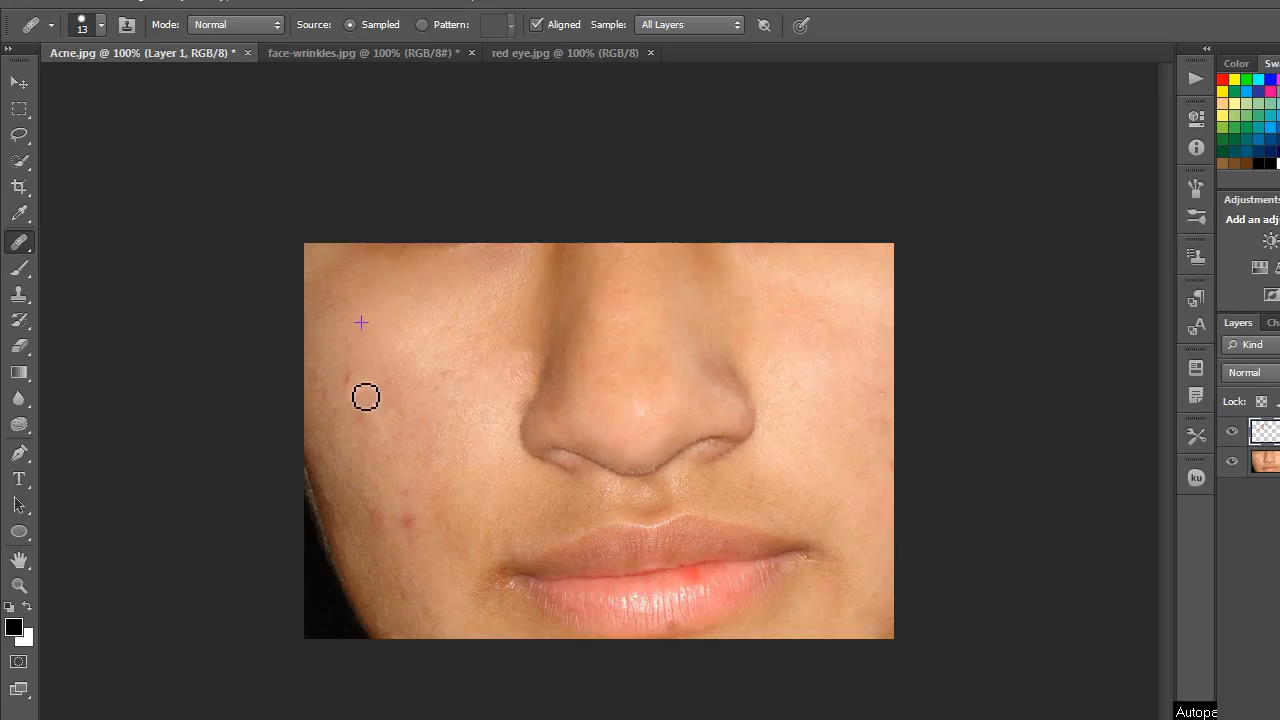 13 Mode: Normal Source: Sampled Pattern: Aligned Sample: All Layers
Acne.jpg @ 100% (Layer 1, RGB/8) * × face-wrinkles.jpg @ 100% (RGB/8#) * × red eye.jpg @ 100% (RGB/8) ×
Color
Adjustments
Add an
Layers
Kind
Normal
Lock:
T
ku